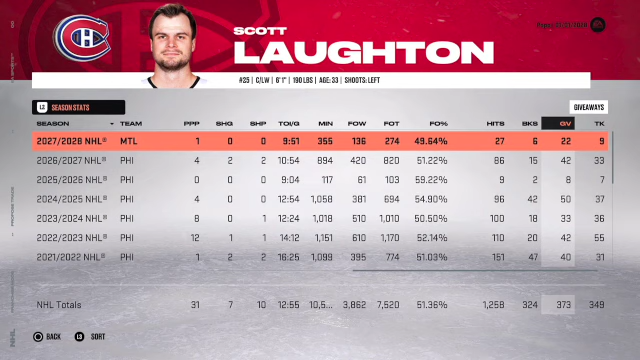 SCOTT
LAUGHTON
#25 | C/LW | 6' 1" | 190 LBS | AGE: 33 | SHOOTS: LEFT
L2 SEASON STATS
GIVEAWAYS
SEASON TEAM PPP SHG SHP TOI/G MIN FOW FOT FO% HITS BKS GV TK
2027/2028 NHL® MTL 1 0 0 9:51 355 136 274 49.64% 27 6 22 9
2026/2027 NHL® PHI 4 2 2 10:54 894 420 820 51.22% 86 15 42 33
2025/2026 NHL® PHI 0 0 0 9:04 117 61 103 59.22% 9 2 8 7
2024/2025 NHL® PHI 4 0 0 12:54 1,058 381 694 54.90% 96 42 50 37
2023/2024 NHL® PHI 8 0 1 12:24 1,018 510 1,010 50.50% 100 18 33 36
2022/2023 NHL® PHI 12 1 1 14:12 1,151 610 1,170 52.14% 110 20 42 55
2021/2022 NHL® PHI 1 2 2 16:25 1,099 395 774 51.03% 151 47 40 31
NHL Totals 31 7 10 12:55 10,5... 3,862 7,520 51.36% 1,258 324 373 349
BACK LS SORT